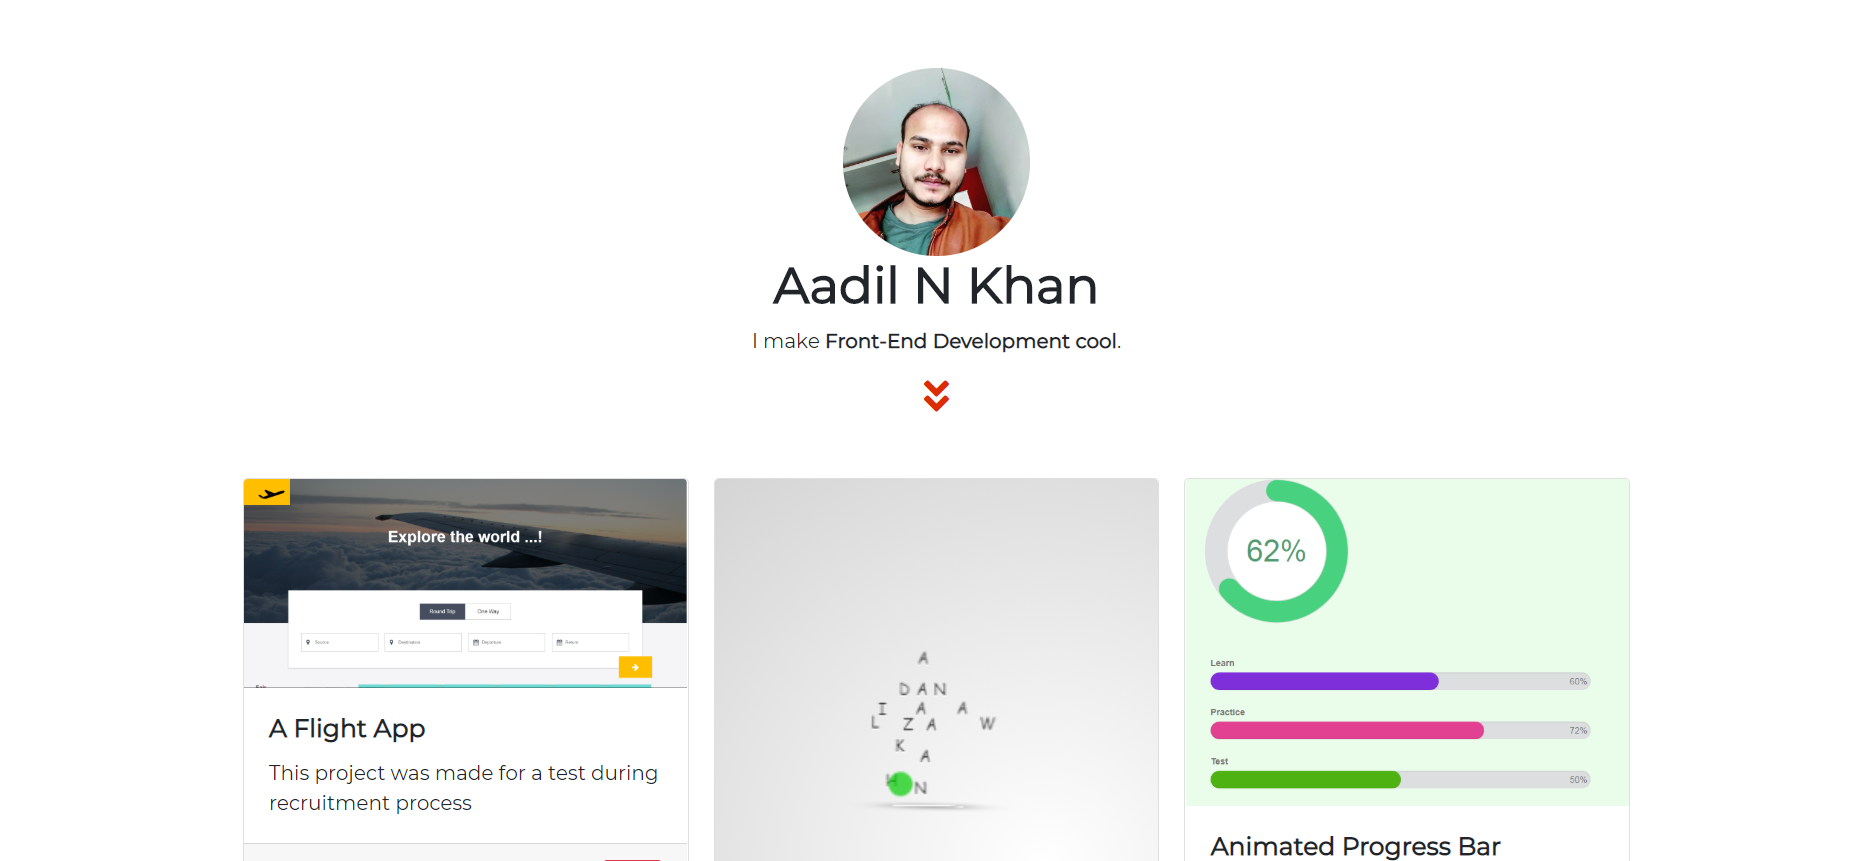 Aadil N Khan
I make Front-End Development cool.
Explore the world ...!
Round Trip
One Way
Source
Destination
Departure
Return
A Flight App
This project was made for a test during
recruitment process
A
D A N
I A A
L Z A W
K
A
H N
62%
Learn
60%
Practice
72%
Test
50%
Animated Progress Bar